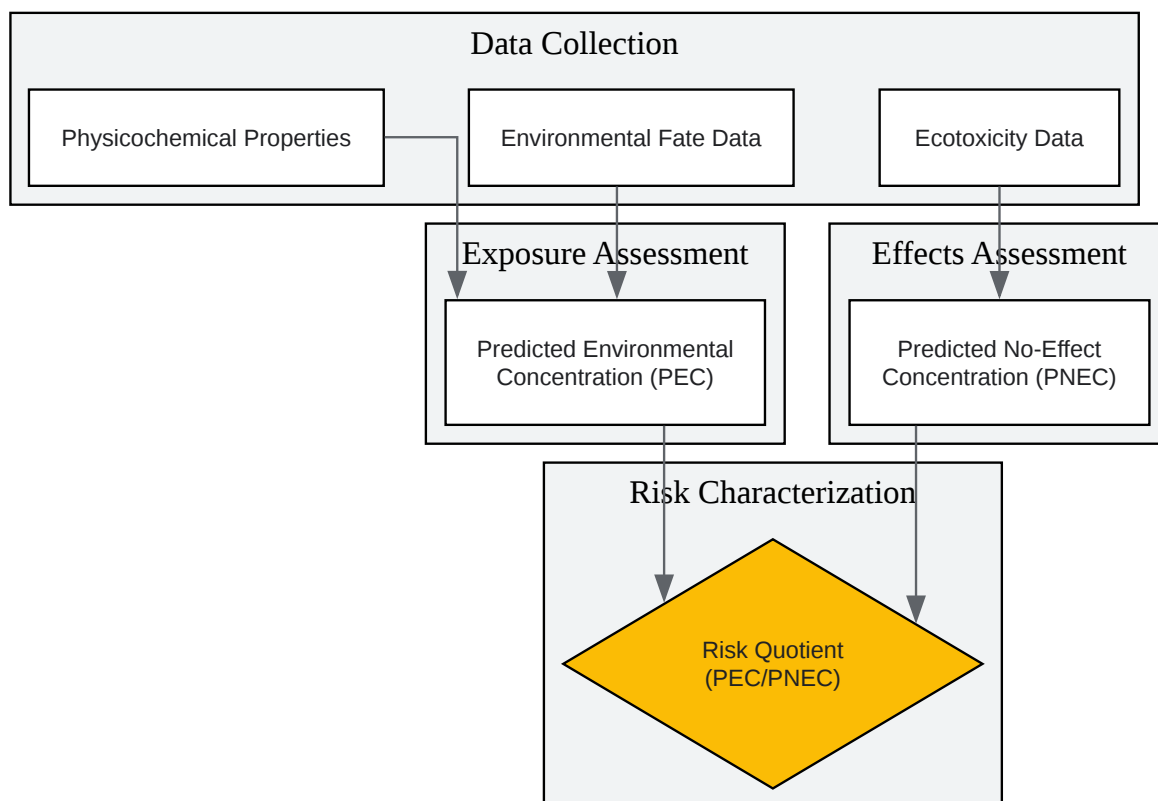 Data Collection
Physicochemical Properties
Environmental Fate Data
Ecotoxicity Data
Exposure Assessment
Effects Assessment
Predicted Environmental
Concentration (PEC)
Predicted No-Effect
Concentration (PNEC)
Risk Characterization
Risk Quotient
(PEC/PNEC)